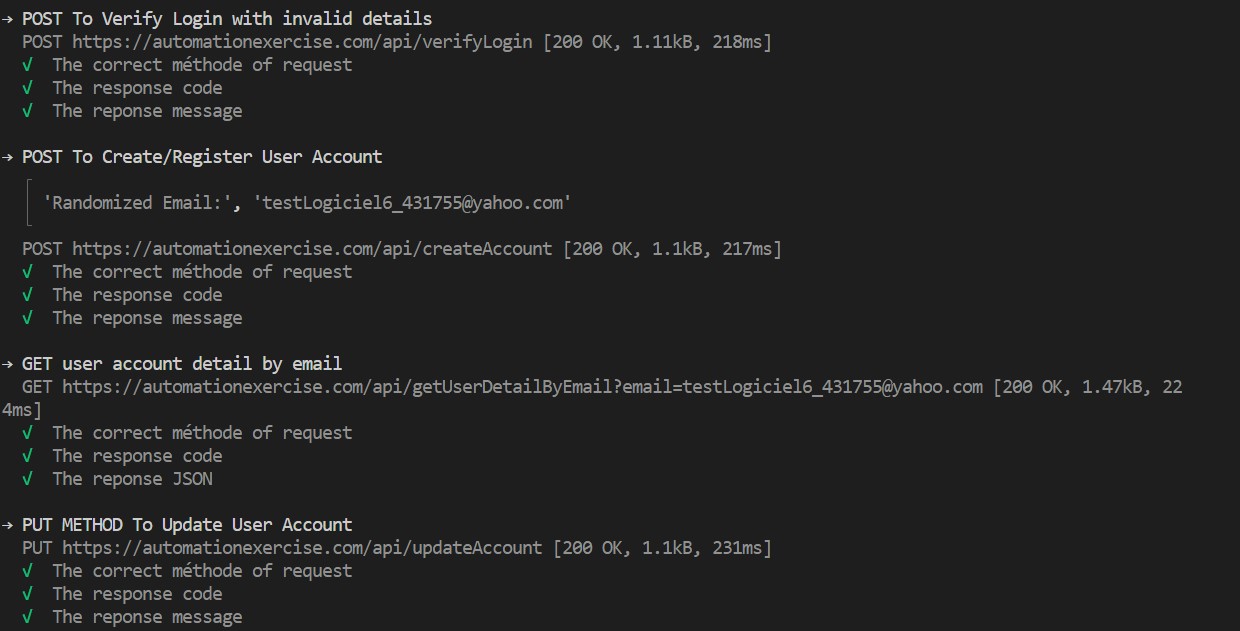 → POST To Verify Login with invalid details
POST https://automationexercise.com/api/verifyLogin [200 OK, 1.11kB, 218ms]
√ The correct méthode of request
√ The response code
√ The reponse message
→ POST To Create/Register User Account
'Randomized Email:', 'testLogiciel6_431755@yahoo.com'
POST https://automationexercise.com/api/createAccount [200 OK, 1.1kB, 217ms]
√ The correct méthode of request
√ The response code
√ The reponse message
→ GET user account detail by email
GET https://automationexercise.com/api/getUserDetailByEmail?email=testLogiciel6_431755@yahoo.com [200 OK, 1.47kB, 22
4ms]
√ The correct méthode of request
√ The response code
√ The reponse JSON
→ PUT METHOD To Update User Account
PUT https://automationexercise.com/api/updateAccount [200 OK, 1.1kB, 231ms]
√ The correct méthode of request
√ The response code
√ The reponse message